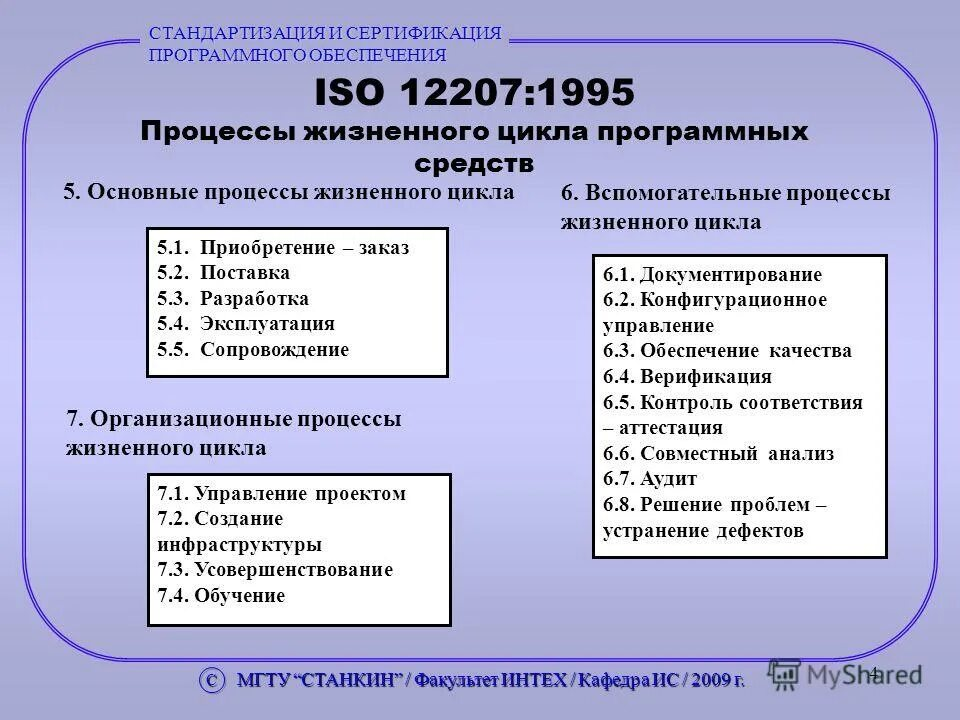 СТАНДАРТИЗАЦИЯ И СЕРТИФИКАЦИЯ
ПРОГРАММНОГО ОБЕСПЕЧЕНИЯ
ISO 12207:1995
Процессы жизненного цикла программных
средств
5. Основные процессы жизненного цикла
5.1. Приобретение – заказ
5.2. Поставка
5.3. Разработка
5.4. Эксплуатация
5.5. Сопровождение
6. Вспомогательные процессы
жизненного цикла
6.1. Документирование
6.2. Конфигурационное
управление
6.3. Обеспечение качества
6.4. Верификация
6.5. Контроль соответствия
– аттестация
6.6. Совместный анализ
6.7. Аудит
6.8. Решение проблем –
устранение дефектов
7. Организационные процессы
жизненного цикла
7.1. Управление проектом
7.2. Создание
инфраструктуры
7.3. Усовершенствование
7.4. Обучение
© МГТУ “СТАНКИН” / Факультет ИНТЕХ / Кафедра ИС / 2009 г.
4
MyShared